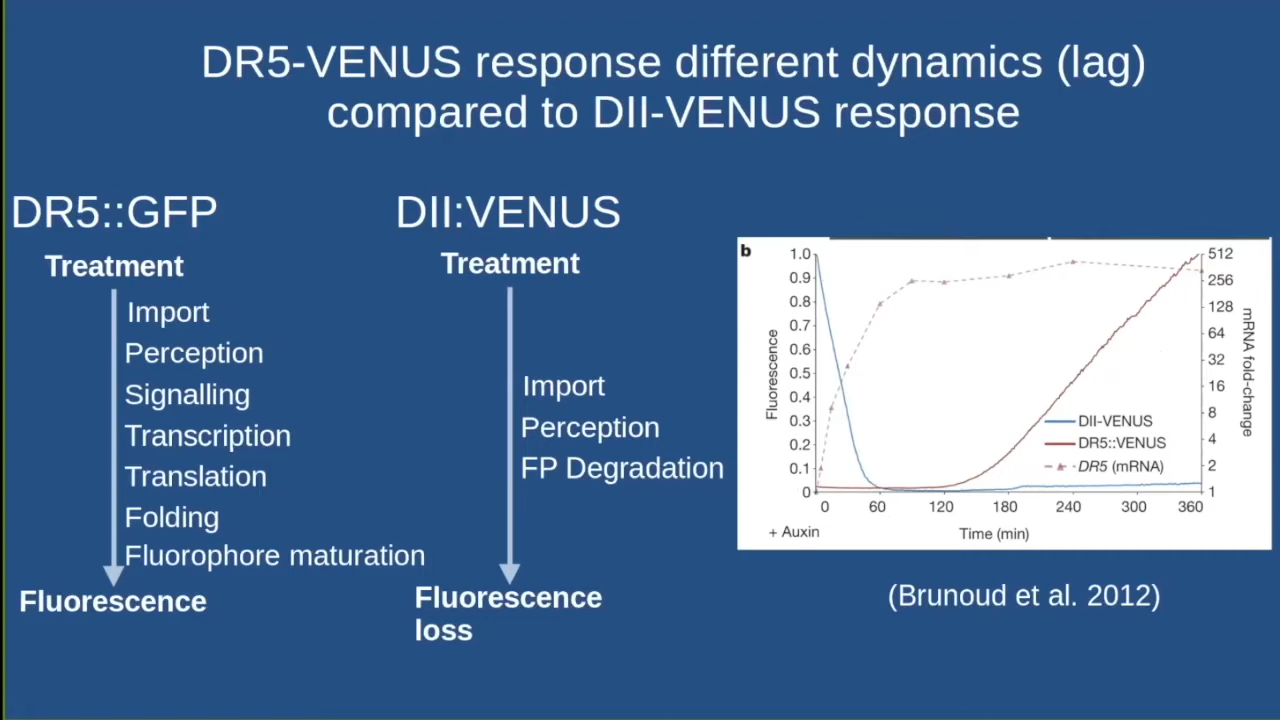 DR5-VENUS response different dynamics (lag)
compared to DII-VENUS response
DR5::GFP
Treatment
Import
Perception
Signalling
Transcription
Translation
Folding
Fluorophore maturation
Fluorescence
DII:VENUS
Treatment
Import
Perception
FP Degradation
Fluorescence
loss
b
Fluorescence
1.0
0.9
0.8
0.7
0.6
0.5
0.4
0.3
0.2
0.1
0
512
256
128
64
32
16
8
4
2
1
mRNA fold-change
DII-VENUS
DR5::VENUS
DR5 (mRNA)
0 60 120 180 240 300 360
+ Auxin
Time (min)
(Brunoud et al. 2012)